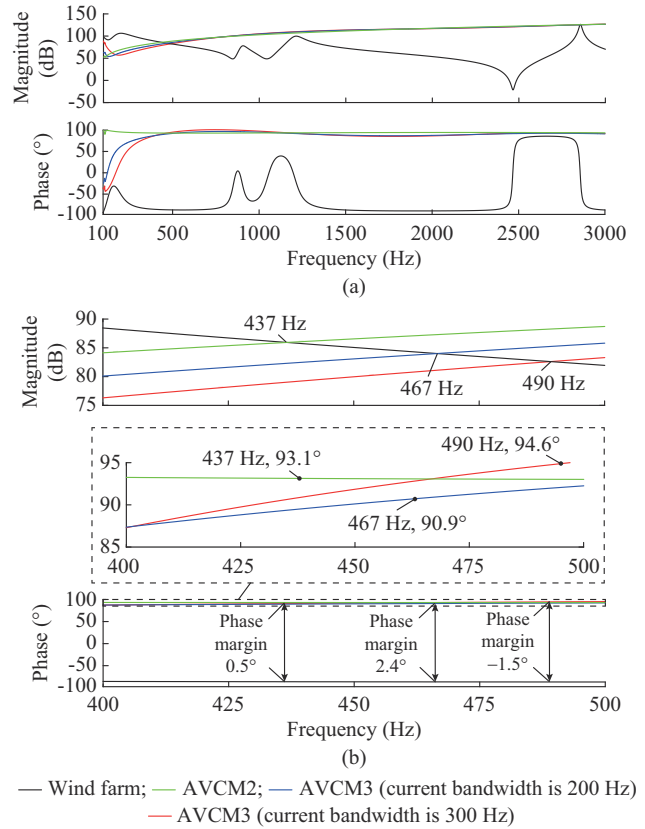 Magnitude
(dB)
150
100
50
0
-50
Phase (°)
100
50
0
-50
-100
100
500
1000
1500
2000
2500
3000
Frequency (Hz)
(a)
Magnitude
(dB)
90
85
80
75
437 Hz
467 Hz
490 Hz
95
90
85
437 Hz, 93.1°
490 Hz, 94.6°
467 Hz, 90.9°
400
425
450
475
500
Phase (°)
100
50
0
-50
-100
Phase
margin
0.5°
Phase
margin
2.4°
Phase
margin
−1.5°
400
425
450
475
500
Frequency (Hz)
(b)
Wind farm; AVCM2; AVCM3 (current bandwidth is 200 Hz)
AVCM3 (current bandwidth is 300 Hz)